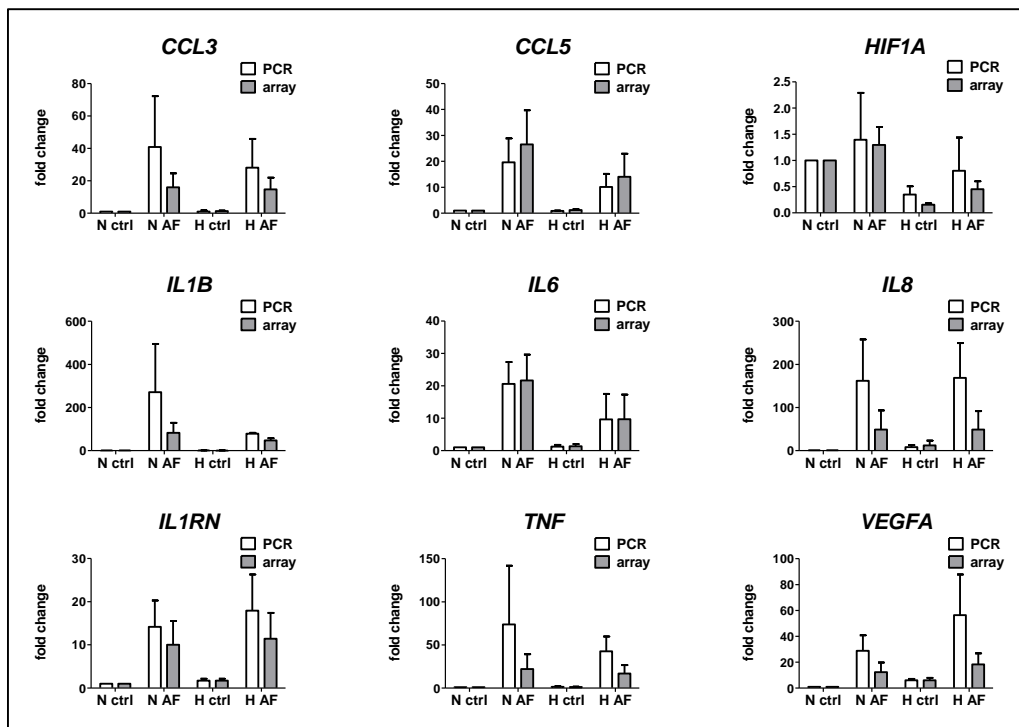 CCL3
PCR
array
fold change
80
60
40
20
0
N ctrl N AF H ctrl H AF
CCL5
PCR
array
fold change
50
40
30
20
10
0
N ctrl N AF H ctrl H AF
HIF1A
PCR
array
fold change
2.5
2.0
1.5
1.0
0.5
0.0
N ctrl N AF H ctrl H AF
IL1B
PCR
array
fold change
600
400
200
0
N ctrl N AF H ctrl H AF
IL6
PCR
array
fold change
40
30
20
10
0
N ctrl N AF H ctrl H AF
IL8
PCR
array
fold change
300
200
100
0
N ctrl N AF H ctrl H AF
IL1RN
PCR
array
fold change
30
20
10
0
N ctrl N AF H ctrl H AF
TNF
PCR
array
fold change
150
100
50
0
N ctrl N AF H ctrl H AF
VEGFA
PCR
array
fold change
100
80
60
40
20
0
N ctrl N AF H ctrl H AF